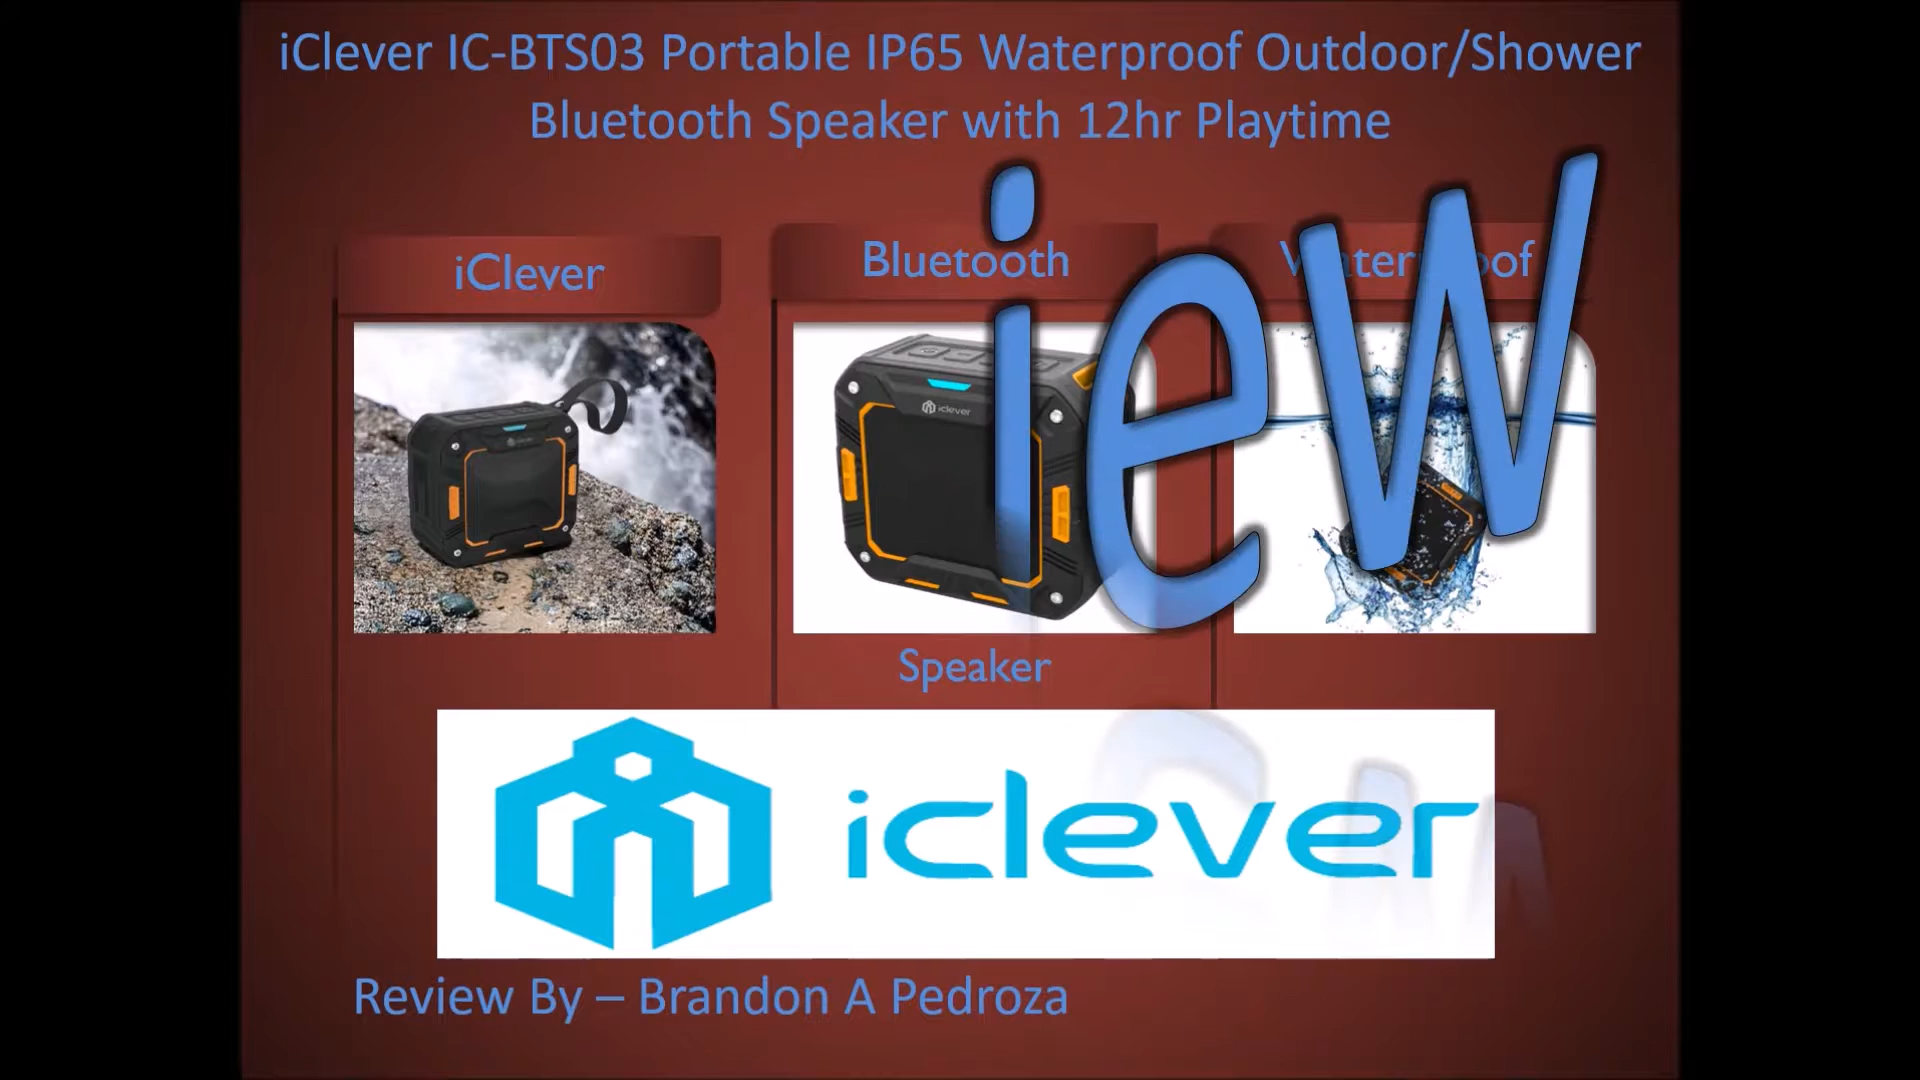 iClever IC-BTS03 Portable IP65 Waterproof Outdoor/Shower
Bluetooth Speaker with 12hr Playtime
iew
iClever
Bluetooth
Waterproof
iclever
Speaker
iclever
Review By – Brandon A Pedroza